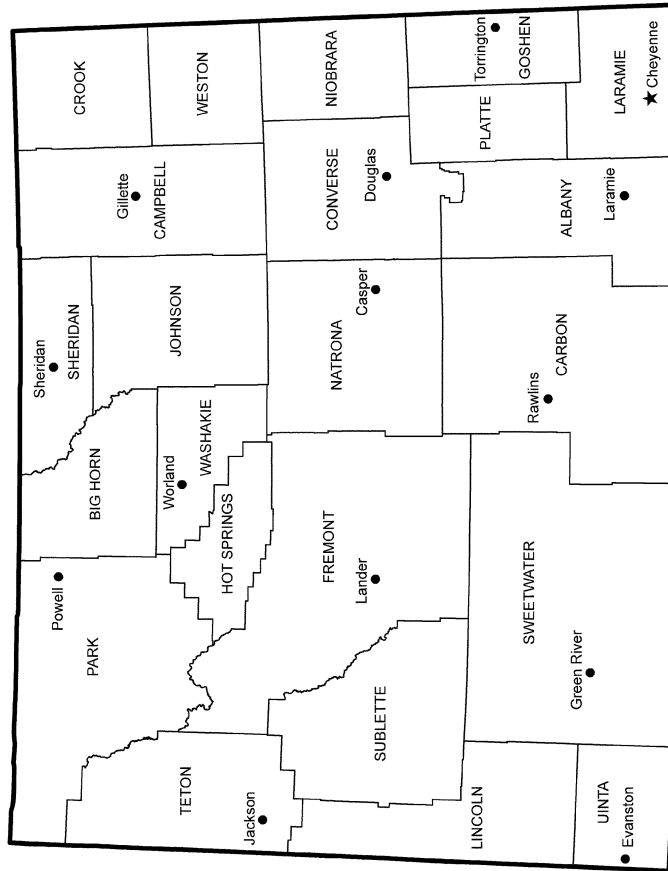 CROOK
WESTON
NIOBRARA
Torrington
GOSHEN
LARAMIE
Cheyenne
PLATTE
Gillette
CAMPBELL
CONVERSE
Douglas
ALBANY
Laramie
Sheridan
SHERIDAN
JOHNSON
NATRONA
Casper
CARBON
Rawlins
BIG HORN
Worland
WASHAKIE
HOT SPRINGS
FREMONT
Lander
Powell
PARK
SWEETWATER
Green River
SUBLETTE
TETON
Jackson
LINCOLN
UINTA
Evanston